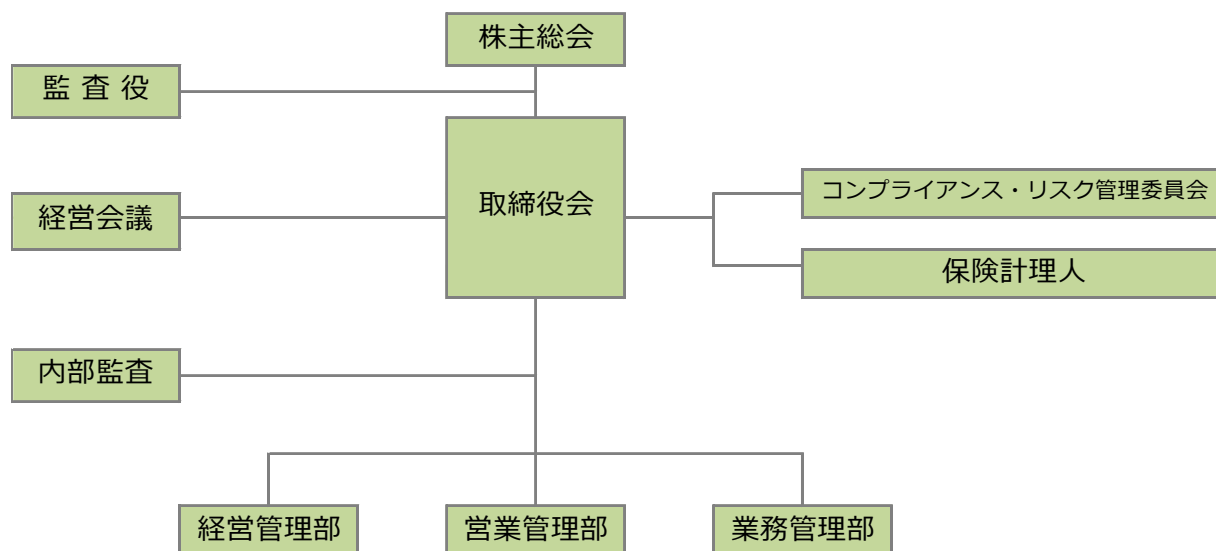 株主総会
監 査 役
取締役会
コンプライアンス・リスク管理委員会
経営会議
保険計理人
内部監査
経営管理部
営業管理部
業務管理部